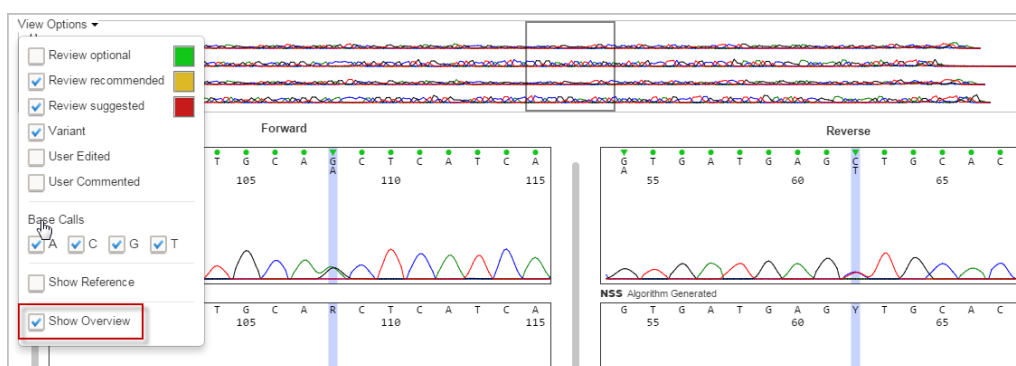 View Options
Review optional
Review recommended
Review suggested
Variant
User Edited
User Commented
Base Calls
A C G T
Show Reference
Show Overview
Forward
T G C A G C T C A T C A
A
105 110 115
T G C A R C T C A T C A
105 110 115
Reverse
G T G A T G A G C T G C A C
A T
55 60 65
NSS Algorithm Generated
G T G A T G A G Y T G C A C
55 60 65